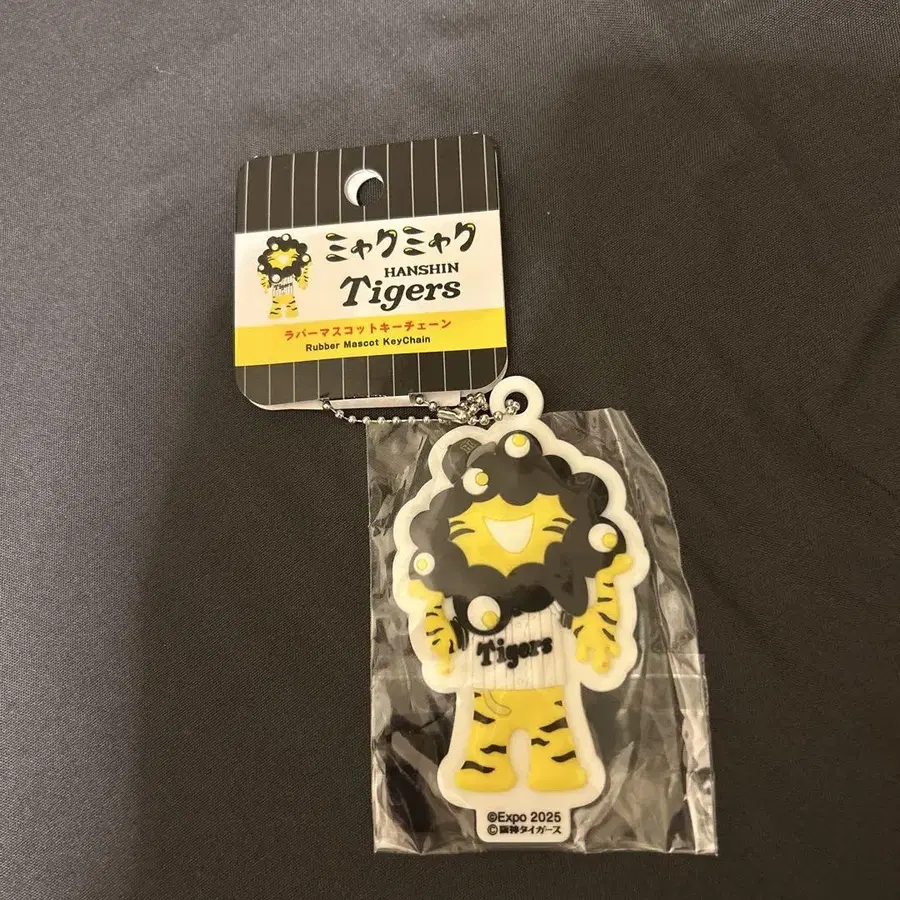 ミャクミャク
HANSHIN
Tigers
Tigers
ラバーマスコットキーチェーン
Rubber Mascot KeyChain
Tigers
©Expo 2025
©阪神タイガース